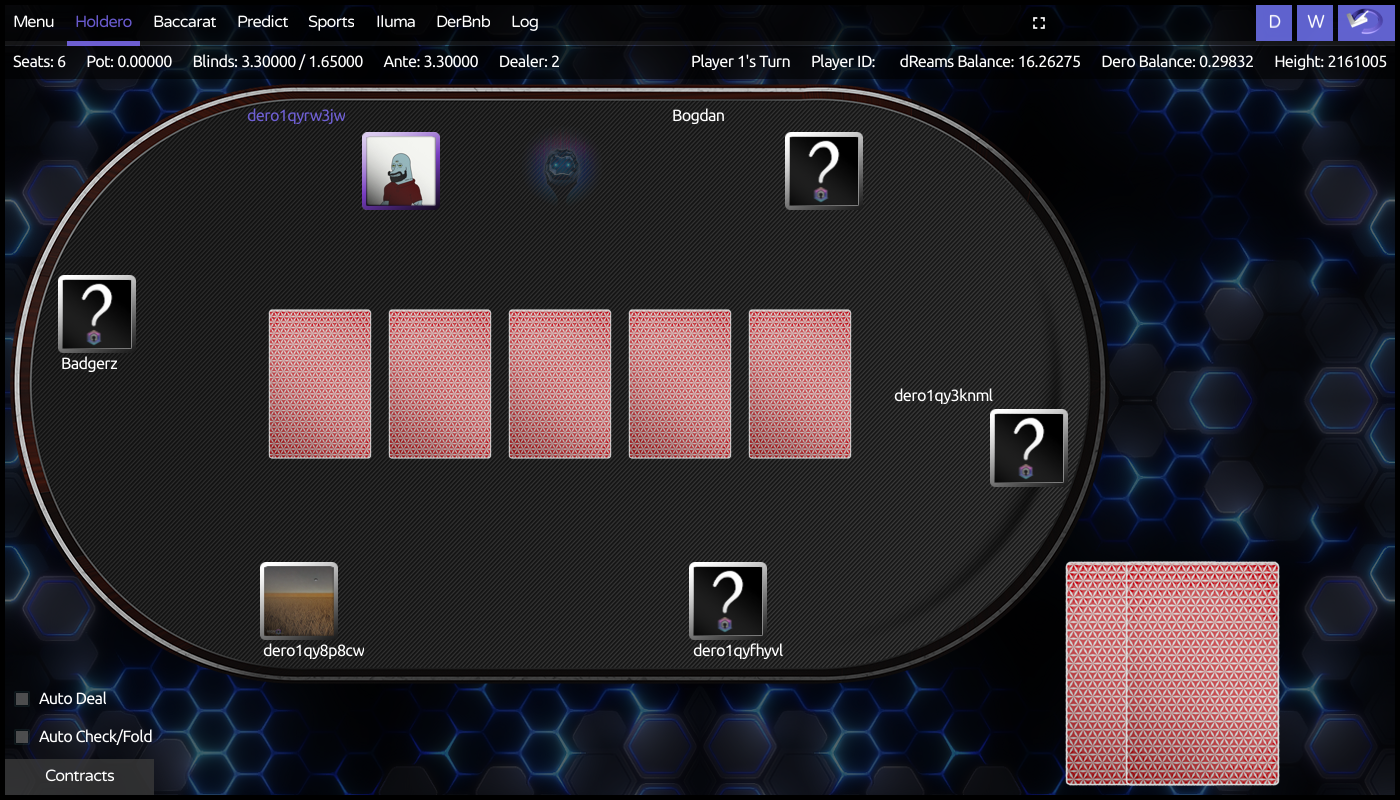 Menu Holdero Baccarat Predict Sports Iluma DerBnb Log D W
Seats: 6 Pot: 0.00000 Blinds: 3.30000 / 1.65000 Ante: 3.30000 Dealer: 2 Player 1's Turn Player ID: dReams Balance: 16.26275 Dero Balance: 0.29832 Height: 2161005
dero1qyrw3jw Bogdan
?
?
Badgerz
dero1qy3knml
?
?
dero1qy8p8cw dero1qyfhyvl
Auto Deal
Auto Check/Fold
Contracts